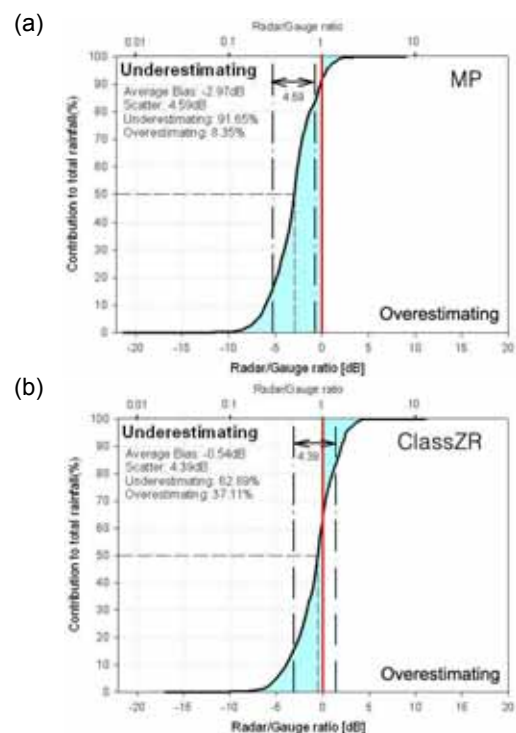 (a)
Radar/Gauge ratio
0.01 0.1 1 10
100
90
80
70
60
50
40
30
20
10
0
Contribution to total rainfall(%)
Underestimating
Average Bias: -2.97dB
Scatter: 4.59dB
Underestimating: 91.65%
Overestimating: 8.35%
4.59
MP
Overestimating
-20 -15 -10 -5 0 5 10 15 20
Radar/Gauge ratio [dB]
(b)
Radar/Gauge ratio
0.01 0.1 1 10
100
90
80
70
60
50
40
30
20
10
0
Contribution to total rainfall(%)
Underestimating
Average Bias: -0.54dB
Scatter: 4.39dB
Underestimating: 62.89%
Overestimating: 37.11%
4.39
ClassZR
Overestimating
-20 -15 -10 -5 0 5 10 15 20
Radar/Gauge ratio [dB]